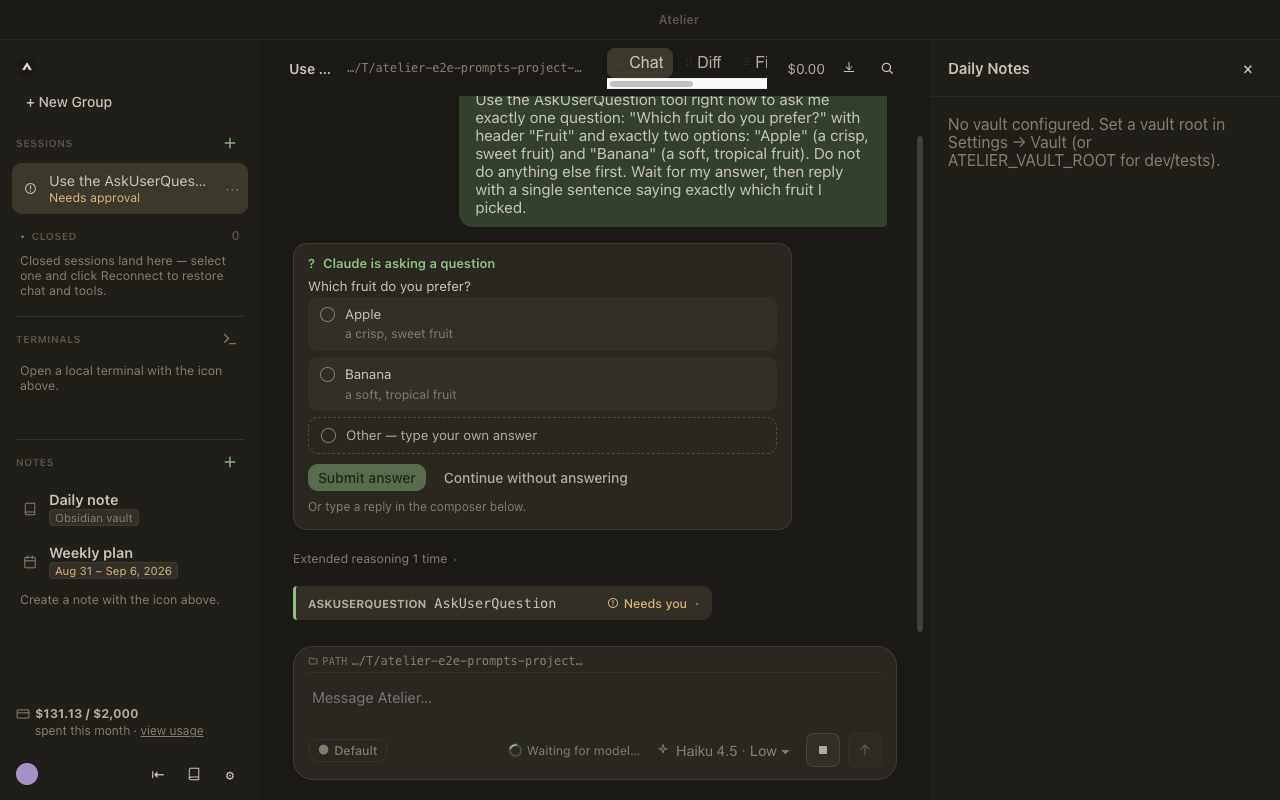 Atelier
+ New Group
SESSIONS
Use the AskUserQues...
Needs approval
CLOSED 0
Closed sessions land here — select
one and click Reconnect to restore
chat and tools.
TERMINALS
Open a local terminal with the icon
above.
NOTES
Daily note
Obsidian vault
Weekly plan
Aug 31 – Sep 6, 2026
Create a note with the icon above.
$131.13 / $2,000
spent this month · view usage
Use ... …/T/atelier-e2e-prompts-project-… Chat Diff Fi $0.00
Use the AskUserQuestion tool right now to ask me
exactly one question: "Which fruit do you prefer?" with
header "Fruit" and exactly two options: "Apple" (a crisp,
sweet fruit) and "Banana" (a soft, tropical fruit). Do not
do anything else first. Wait for my answer, then reply
with a single sentence saying exactly which fruit I
picked.
? Claude is asking a question
Which fruit do you prefer?
Apple
a crisp, sweet fruit
Banana
a soft, tropical fruit
Other — type your own answer
Submit answer Continue without answering
Or type a reply in the composer below.
Extended reasoning 1 time
ASKUSERQUESTION AskUserQuestion Needs you
PATH …/T/atelier-e2e-prompts-project…
Message Atelier...
Default Waiting for model... Haiku 4.5 · Low
Daily Notes ×
No vault configured. Set a vault root in
Settings → Vault (or
ATELIER_VAULT_ROOT for dev/tests).